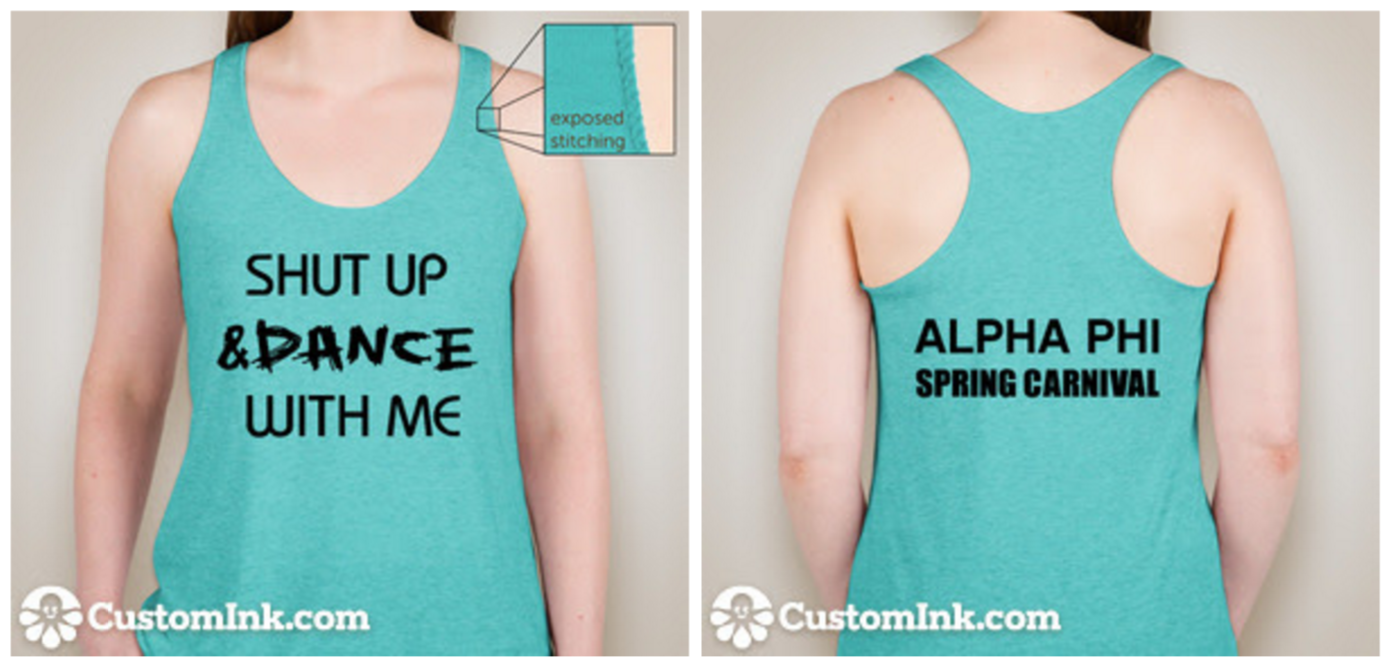 exposed
stitching
SHUT UP
&DANCE
WITH ME
CustomInk.com
ALPHA PHI
SPRING CARNIVAL
CustomInk.com